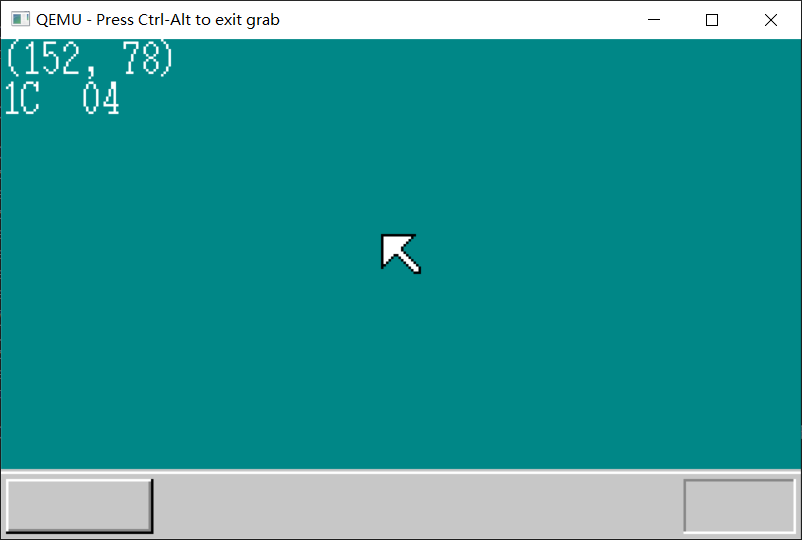 QEMU - Press Ctrl-Alt to exit grab
(152, 78)
1C  04